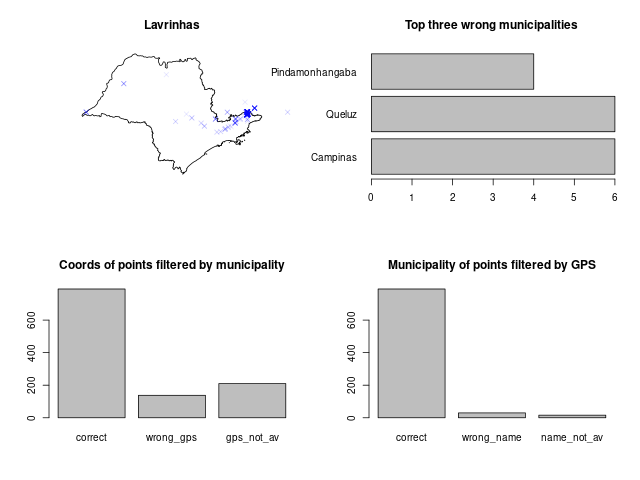 Lavrinhas
Top three wrong municipalities
Pindamonhangaba
Queluz
Campinas
0 1 2 3 4 5 6
Coords of points filtered by municipality
600
400
200
0
correct wrong_gps gps_not_av
Municipality of points filtered by GPS
600
400
200
0
correct wrong_name name_not_av